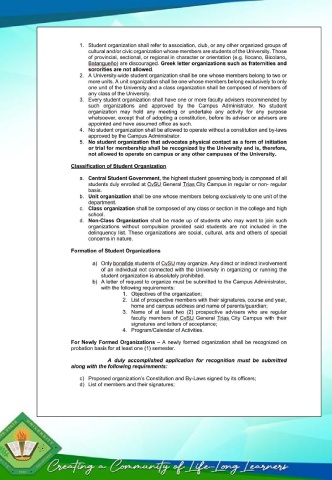 1. Student organization shall refer to association, club, or any other organized groups of
cultural and/or civic organization whose members are students of the University. Those
of provincial, sectional, or regional in character or orientation (e.g. Ilocano, Bicolano,
Batangueño) are discouraged. Greek letter organizations such as fraternities and
sororities are not allowed.
2. A University-wide student organization shall be one whose members belong to two or
more units. A unit organization shall be one whose members belong exclusively to only
one unit of the University and a class organization shall be composed of members of
any class of the University.
3. Every student organization shall have one or more faculty advisers recommended by
such organizations and approved by the Campus Administrator. No student
organization may hold any meeting or undertake any activity for any purpose
whatsoever, except that of adopting a constitution, before its adviser or advisers are
appointed and have assumed office as such.
4. No student organization shall be allowed to operate without a constitution and by-laws
approved by the Campus Administrator.
5. No student organization that advocates physical contact as a form of initiation
or trial for membership shall be recognized by the University and is, therefore,
not allowed to operate on campus or any other campuses of the University.
Classification of Student Organization
a. Central Student Government, the highest student governing body is composed of all
students duly enrolled at CvSU General Trias City Campus in regular or non- regular
basis.
b. Unit organization shall be one whose members belong exclusively to one unit of the
department.
c. Class organization shall be composed of any class or section in the college and high
school.
d. Non-Class Organization shall be made up of students who may want to join such
organizations without compulsion provided said students are not included in the
delinquency list. These organizations are social, cultural, arts and others of special
concerns in nature.
Formation of Student Organizations
a) Only bonafide students of CvSU may organize. Any direct or indirect involvement
of an individual not connected with the University in organizing or running the
student organization is absolutely prohibited.
b) A letter of request to organize must be submitted to the Campus Administrator,
with the following requirements:
1. Objectives of the organization;
2. List of prospective members with their signatures, course and year,
home and campus address and name of parents/guardian;
3. Name of at least two (2) prospective advisers who are regular
faculty members of CvSU General Trias City Campus with their
signatures and letters of acceptance;
4. Program/Calendar of Activities.
For Newly Formed Organizations – A newly formed organization shall be recognized on
probation basis for at least one (1) semester.
A duly accomplished application for recognition must be submitted
along with the following requirements:
c) Proposed organization's Constitution and By-Laws signed by its officers;
d) List of members and their signatures;
Creating a Community of Life-Long Learners